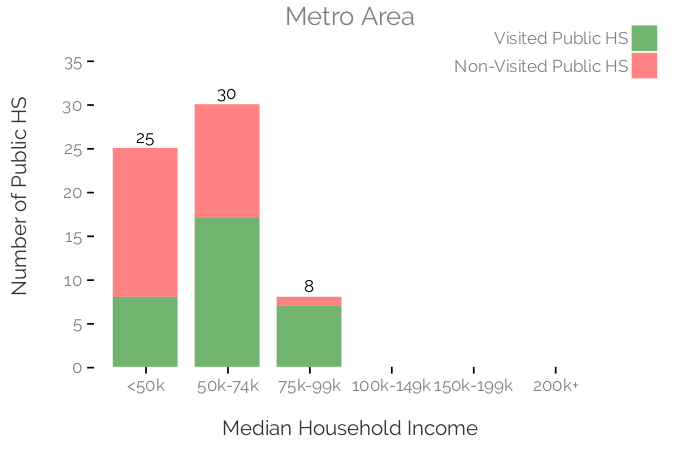 Metro Area
Visited Public HS
Non-Visited Public HS
Number of Public HS
35
30
25
20
15
10
5
0
25
30
8
<50k
50k-74k
75k-99k
100k-149k
150k-199k
200k+
Median Household Income